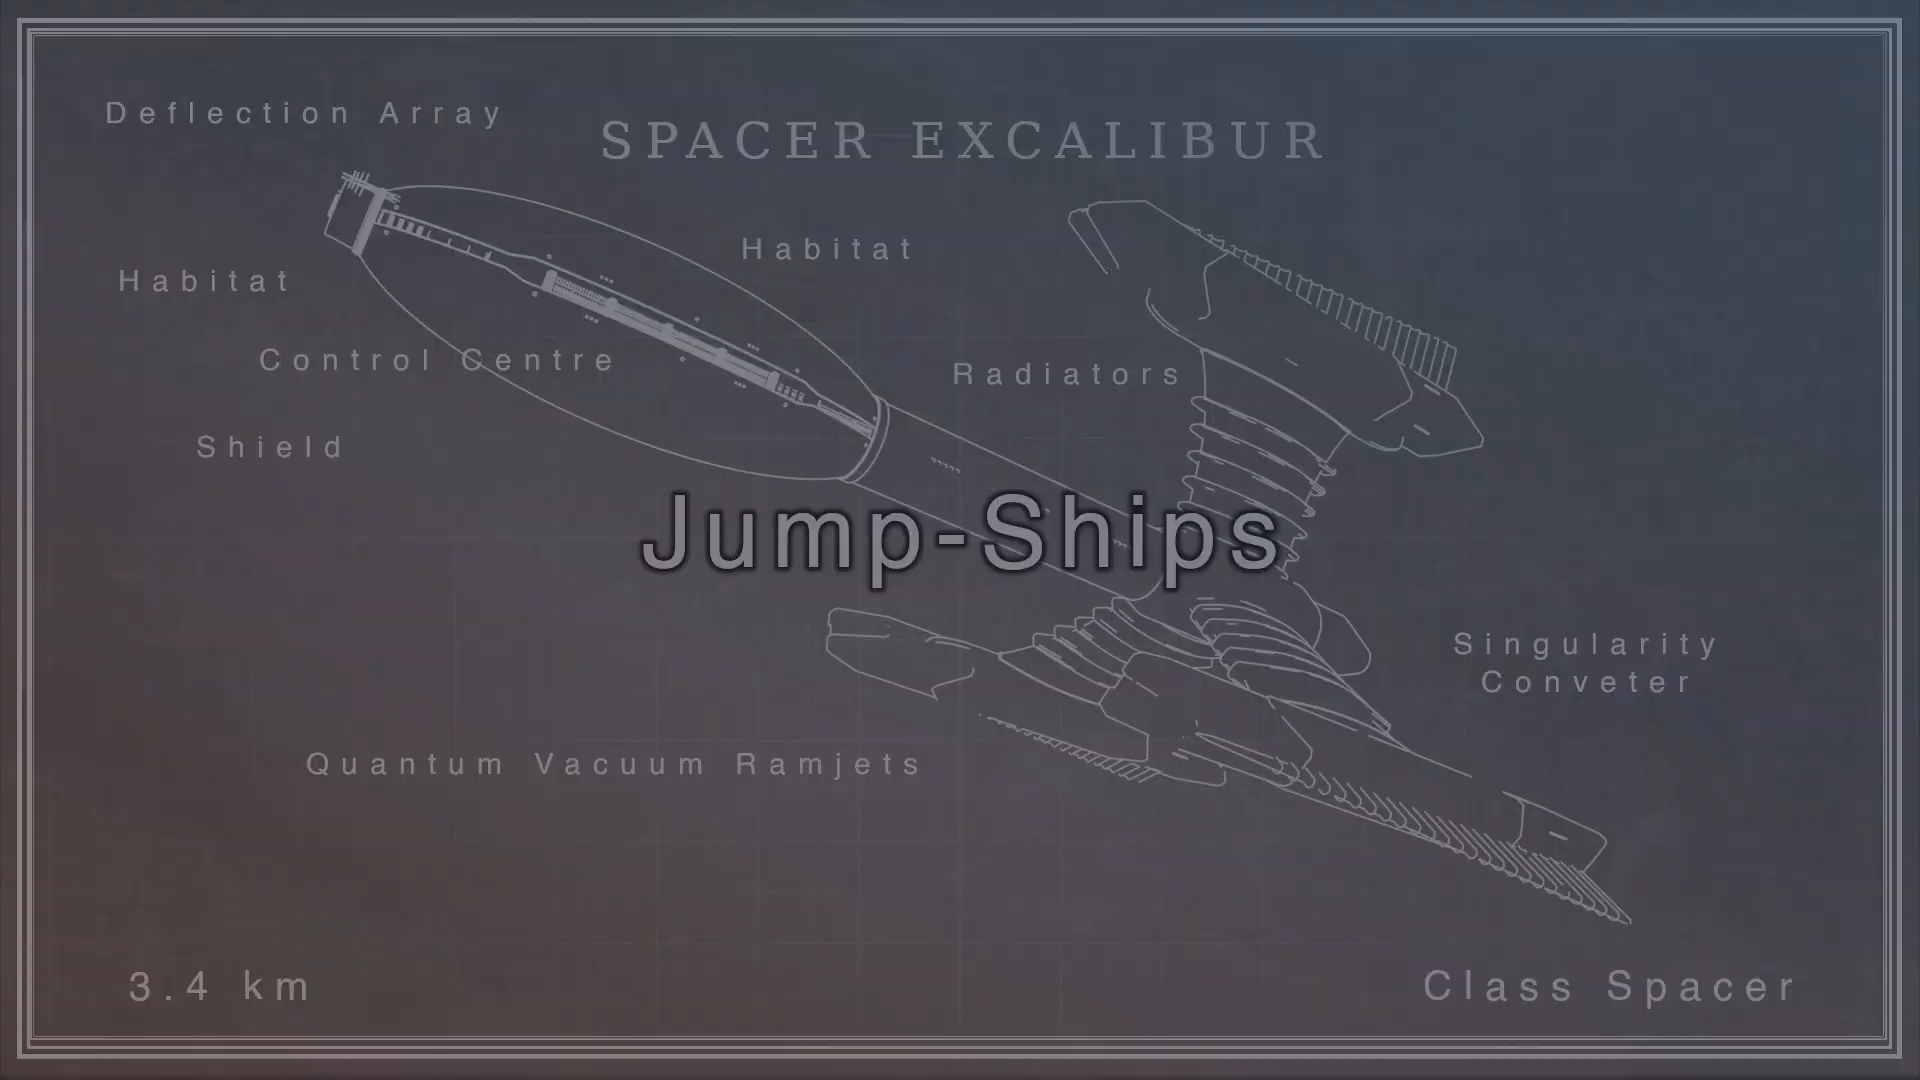 Deflection Array
SPACER EXCALIBUR
Habitat
Habitat
Control Centre
Radiators
Shield
Jump-Ships
Singularity
Conveter
Quantum Vacuum Ramjets
3.4 km
Class Spacer